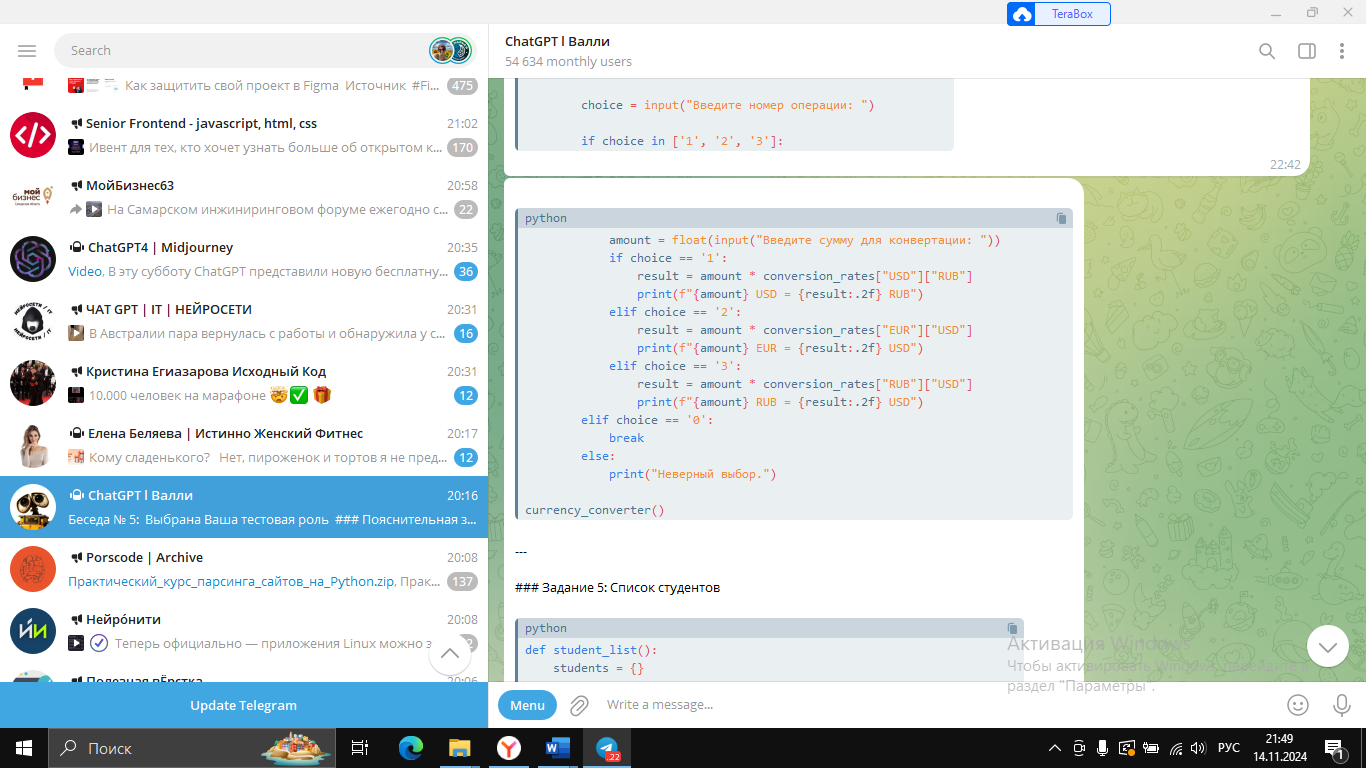 TeraBox
Search
Как защитить свой проект в Figma Источник #Fi...
475
Senior Frontend - javascript, html, css
21:02
Ивент для тех, кто хочет узнать больше об открытом к...
170
МойБизнес63
20:58
На Самарском инжиниринговом форуме ежегодно с...
22
ChatGPT4 | Midjourney
20:35
Video, В эту субботу ChatGPT представили новую бесплатну...
36
ЧАТ GPT | IT | НЕЙРОСЕТИ
20:31
В Австралии пара вернулась с работы и обнаружила у с...
16
Кристина Егиазарова Исходный Код
20:31
10.000 человек на марафоне 🤯✅🎁
12
Елена Беляева | Истинно Женский Фитнес
20:17
Кому сладенького? Нет, пироженок и тортов я не пред...
12
ChatGPT l Валли
20:16
Беседа № 5: Выбрана Ваша тестовая роль ### Пояснительная з...
Porscode | Archive
20:08
Практический_курс_парсинга_сайтов_на_Python.zip, Прак...
137
Нейро́нити
20:08
Теперь официально — приложения Linux можно з
Полезная вЁрстка
20:06
Update Telegram
ChatGPT l Валли
54 634 monthly users
choice = input("Введите номер операции: ")
if choice in ['1', '2', '3']:
22:42
python
amount = float(input("Введите сумму для конвертации: "))
if choice == '1':
result = amount * conversion_rates["USD"]["RUB"]
print(f"{amount} USD = {result:.2f} RUB")
elif choice == '2':
result = amount * conversion_rates["EUR"]["USD"]
print(f"{amount} EUR = {result:.2f} USD")
elif choice == '3':
result = amount * conversion_rates["RUB"]["USD"]
print(f"{amount} RUB = {result:.2f} USD")
elif choice == '0':
break
else:
print("Неверный выбор.")
currency_converter()
---
### Задание 5: Список студентов
python
def student_list():
students = {}
Активация Windows
Чтобы активировать Windows, перейдите в
раздел "Параметры".
Menu
Write a message...
Поиск
.22
РУС
21:49
14.11.2024
1